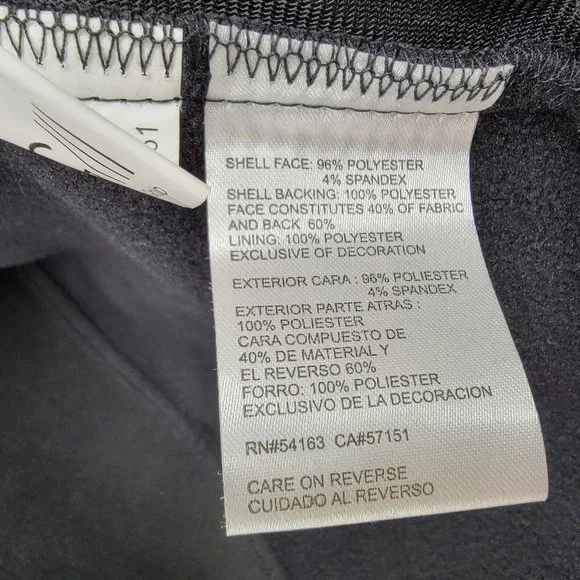 SHELL FACE: 96% POLYESTER
4% SPANDEX
SHELL BACKING: 100% POLYESTER
FACE CONSTITUTES 40% OF FABRIC
AND BACK 60%
LINING: 100% POLYESTER
EXCLUSIVE OF DECORATION
EXTERIOR CARA : 96% POLIESTER
4% SPANDEX
EXTERIOR PARTE ATRAS :
100% POLIESTER
CARA COMPUESTO DE
40% DE MATERIAL Y
EL REVERSO 60%
FORRO: 100% POLIESTER
EXCLUSIVO DE LA DECORACION
RN#54163 CA#57151
CARE ON REVERSE
CUIDADO AL REVERSO